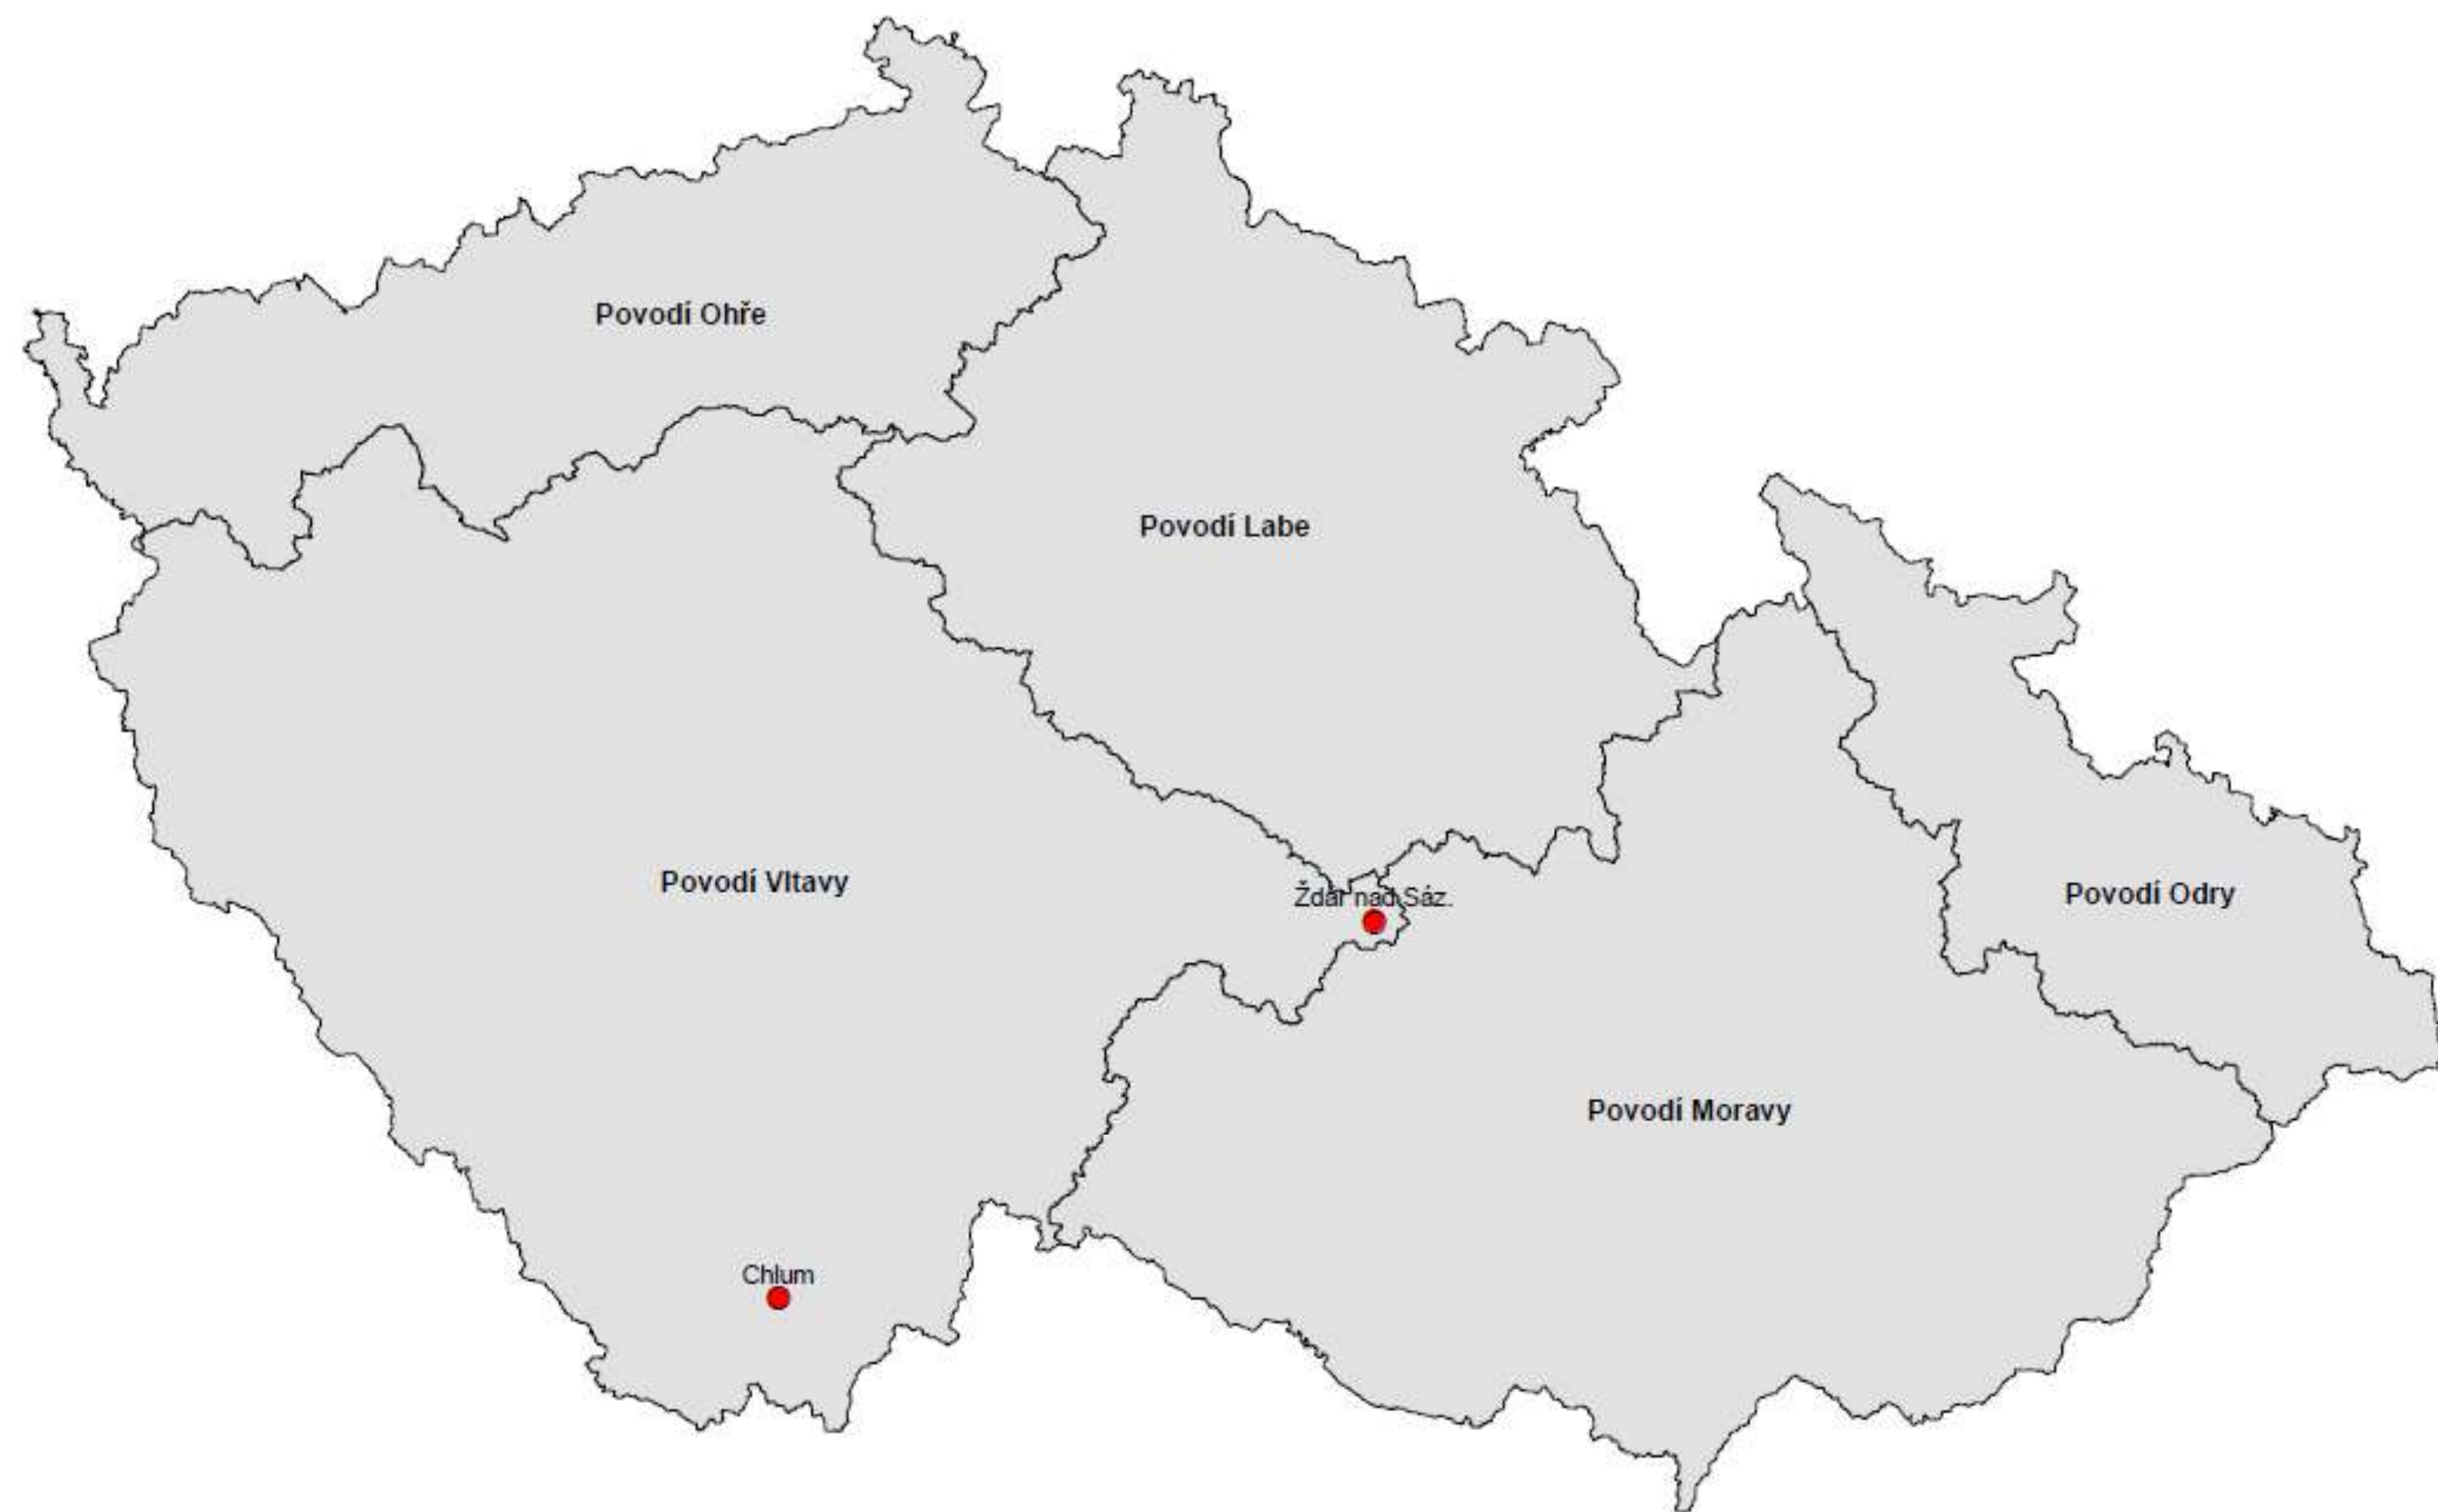 Povodí Ohře
Povodí Labe
Povodí Vltavy
Žďár nad Sáz.
Povodí Odry
Povodí Moravy
Chlum